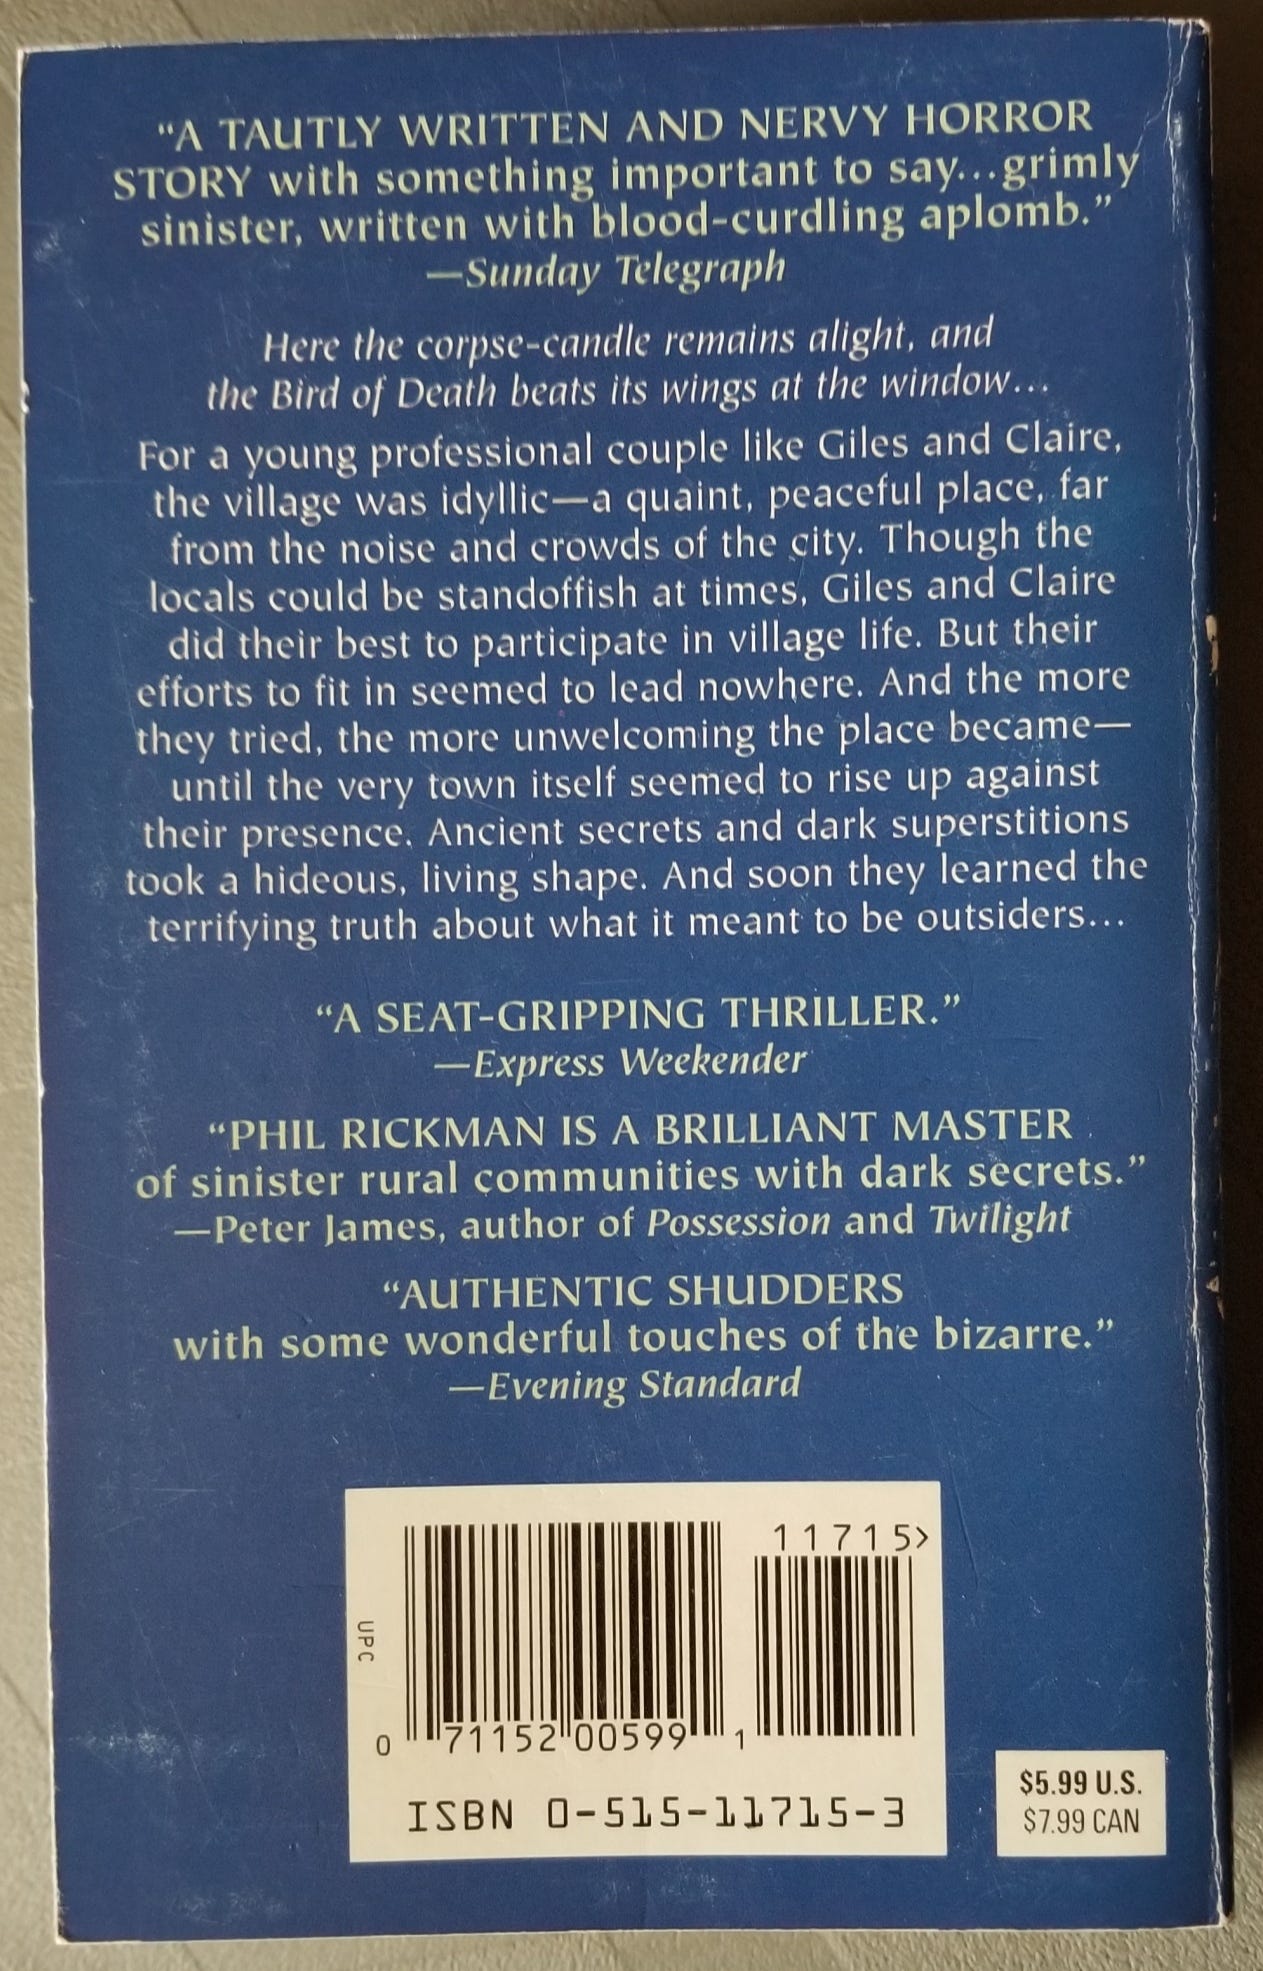 “A TAUTLY WRITTEN AND NERVY HORROR
STORY with something important to say...grimly
sinister, written with blood-curdling aplomb.”
—Sunday Telegraph
Here the corpse-candle remains alight, and
the Bird of Death beats its wings at the window...
For a young professional couple like Giles and Claire,
the village was idyllic—a quaint, peaceful place, far
from the noise and crowds of the city. Though the
locals could be standoffish at times, Giles and Claire
did their best to participate in village life. But their
efforts to fit in seemed to lead nowhere. And the more
they tried, the more unwelcoming the place became—
until the very town itself seemed to rise up against
their presence. Ancient secrets and dark superstitions
took a hideous, living shape. And soon they learned the
terrifying truth about what it meant to be outsiders...
“A SEAT-GRIPPING THRILLER.”
—Express Weekender
“PHIL RICKMAN IS A BRILLIANT MASTER
of sinister rural communities with dark secrets.”
—Peter James, author of Possession and Twilight
“AUTHENTIC SHUDDERS
with some wonderful touches of the bizarre.”
—Evening Standard
11715>
UPC
0 71152 00599 1
ISBN 0-515-11715-3
$5.99 U.S.
$7.99 CAN